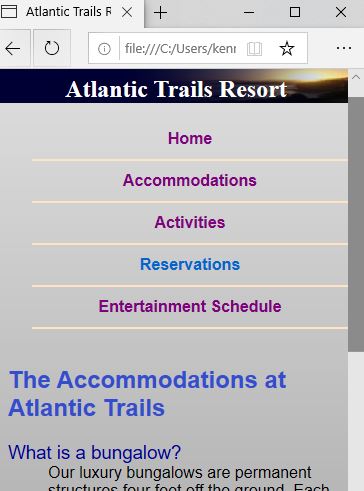 Atlantic Trails R
file:///C:/Users/kenr
Atlantic Trails Resort
Home
Accommodations
Activities
Reservations
Entertainment Schedule
The Accommodations at
Atlantic Trails
What is a bungalow?
Our luxury bungalows are permanent
structures four foot off the ground. Each